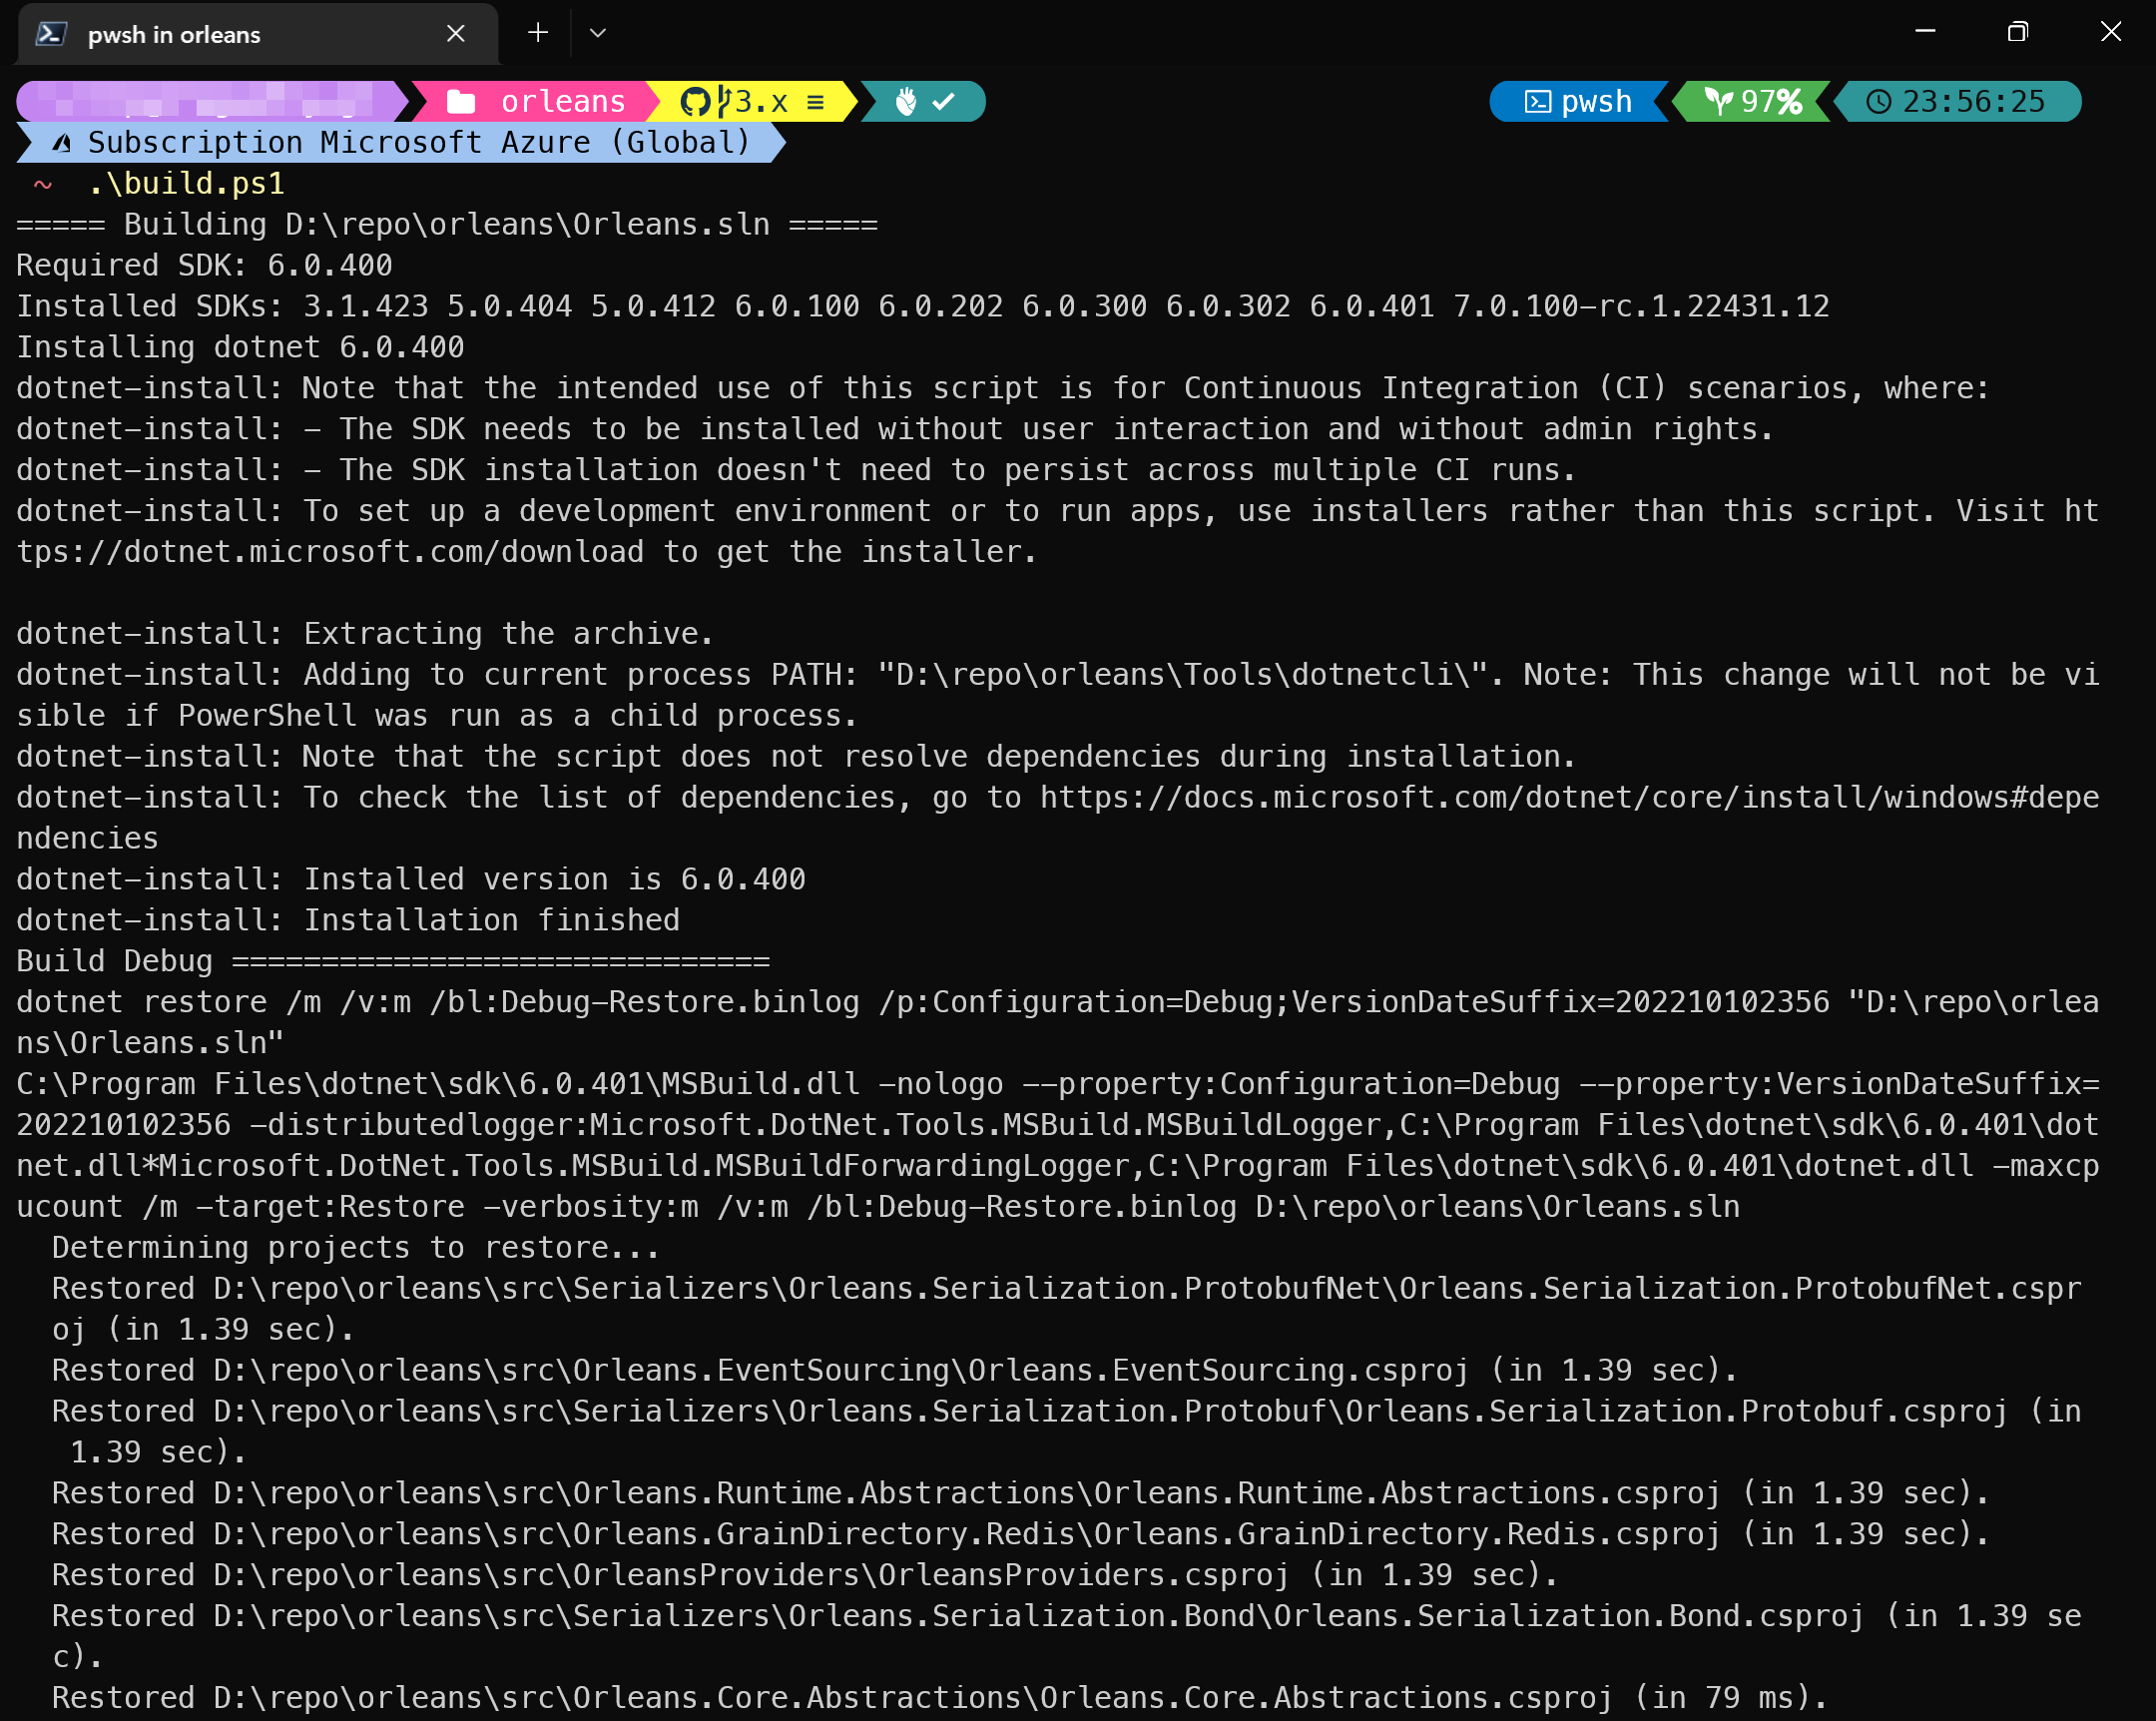 pwsh in orleans
orleans 3.x ≡ pwsh 97% 23:56:25
Subscription Microsoft Azure (Global)
~ .\build.ps1
===== Building D:\repo\orleans\Orleans.sln =====
Required SDK: 6.0.400
Installed SDKs: 3.1.423 5.0.404 5.0.412 6.0.100 6.0.202 6.0.300 6.0.302 6.0.401 7.0.100-rc.1.22431.12
Installing dotnet 6.0.400
dotnet-install: Note that the intended use of this script is for Continuous Integration (CI) scenarios, where:
dotnet-install: - The SDK needs to be installed without user interaction and without admin rights.
dotnet-install: - The SDK installation doesn't need to persist across multiple CI runs.
dotnet-install: To set up a development environment or to run apps, use installers rather than this script. Visit ht
tps://dotnet.microsoft.com/download to get the installer.
dotnet-install: Extracting the archive.
dotnet-install: Adding to current process PATH: "D:\repo\orleans\Tools\dotnetcli\". Note: This change will not be vi
sible if PowerShell was run as a child process.
dotnet-install: Note that the script does not resolve dependencies during installation.
dotnet-install: To check the list of dependencies, go to https://docs.microsoft.com/dotnet/core/install/windows#depe
ndencies
dotnet-install: Installed version is 6.0.400
dotnet-install: Installation finished
Build Debug ==============================
dotnet restore /m /v:m /bl:Debug-Restore.binlog /p:Configuration=Debug;VersionDateSuffix=202210102356 "D:\repo\orlea
ns\Orleans.sln"
C:\Program Files\dotnet\sdk\6.0.401\MSBuild.dll -nologo --property:Configuration=Debug --property:VersionDateSuffix=
202210102356 -distributedlogger:Microsoft.DotNet.Tools.MSBuild.MSBuildLogger,C:\Program Files\dotnet\sdk\6.0.401\dot
net.dll*Microsoft.DotNet.Tools.MSBuild.MSBuildForwardingLogger,C:\Program Files\dotnet\sdk\6.0.401\dotnet.dll -maxcp
ucount /m -target:Restore -verbosity:m /v:m /bl:Debug-Restore.binlog D:\repo\orleans\Orleans.sln
Determining projects to restore...
Restored D:\repo\orleans\src\Serializers\Orleans.Serialization.ProtobufNet\Orleans.Serialization.ProtobufNet.cspr
oj (in 1.39 sec).
Restored D:\repo\orleans\src\Orleans.EventSourcing\Orleans.EventSourcing.csproj (in 1.39 sec).
Restored D:\repo\orleans\src\Serializers\Orleans.Serialization.Protobuf\Orleans.Serialization.Protobuf.csproj (in
1.39 sec).
Restored D:\repo\orleans\src\Orleans.Runtime.Abstractions\Orleans.Runtime.Abstractions.csproj (in 1.39 sec).
Restored D:\repo\orleans\src\Orleans.GrainDirectory.Redis\Orleans.GrainDirectory.Redis.csproj (in 1.39 sec).
Restored D:\repo\orleans\src\OrleansProviders\OrleansProviders.csproj (in 1.39 sec).
Restored D:\repo\orleans\src\Serializers\Orleans.Serialization.Bond\Orleans.Serialization.Bond.csproj (in 1.39 se
c).
Restored D:\repo\orleans\src\Orleans.Core.Abstractions\Orleans.Core.Abstractions.csproj (in 79 ms).